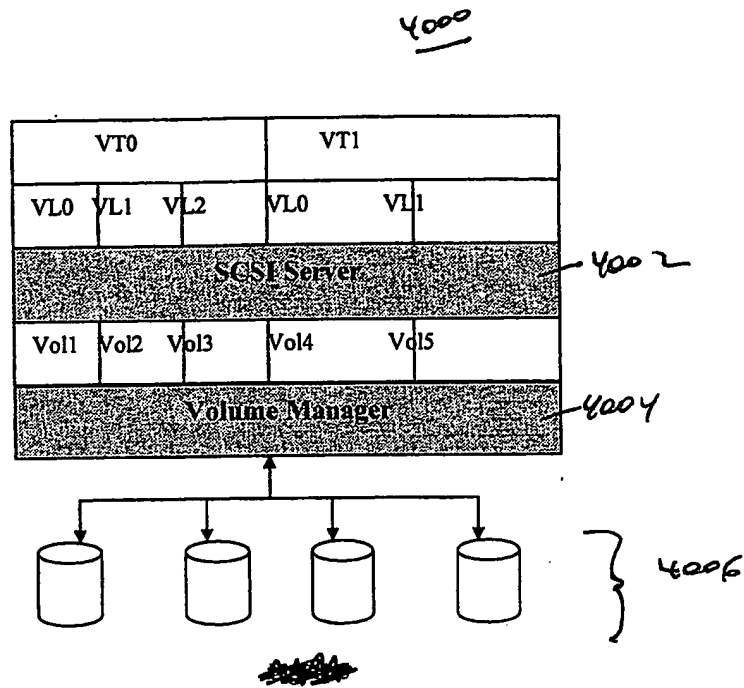 4000
VT0 VT1
VL0 VL1 VL2 VL0 VL1
SCSI Server
4002
Vol1 Vol2 Vol3 Vol4 Vol5
Volume Manager
4004
4006